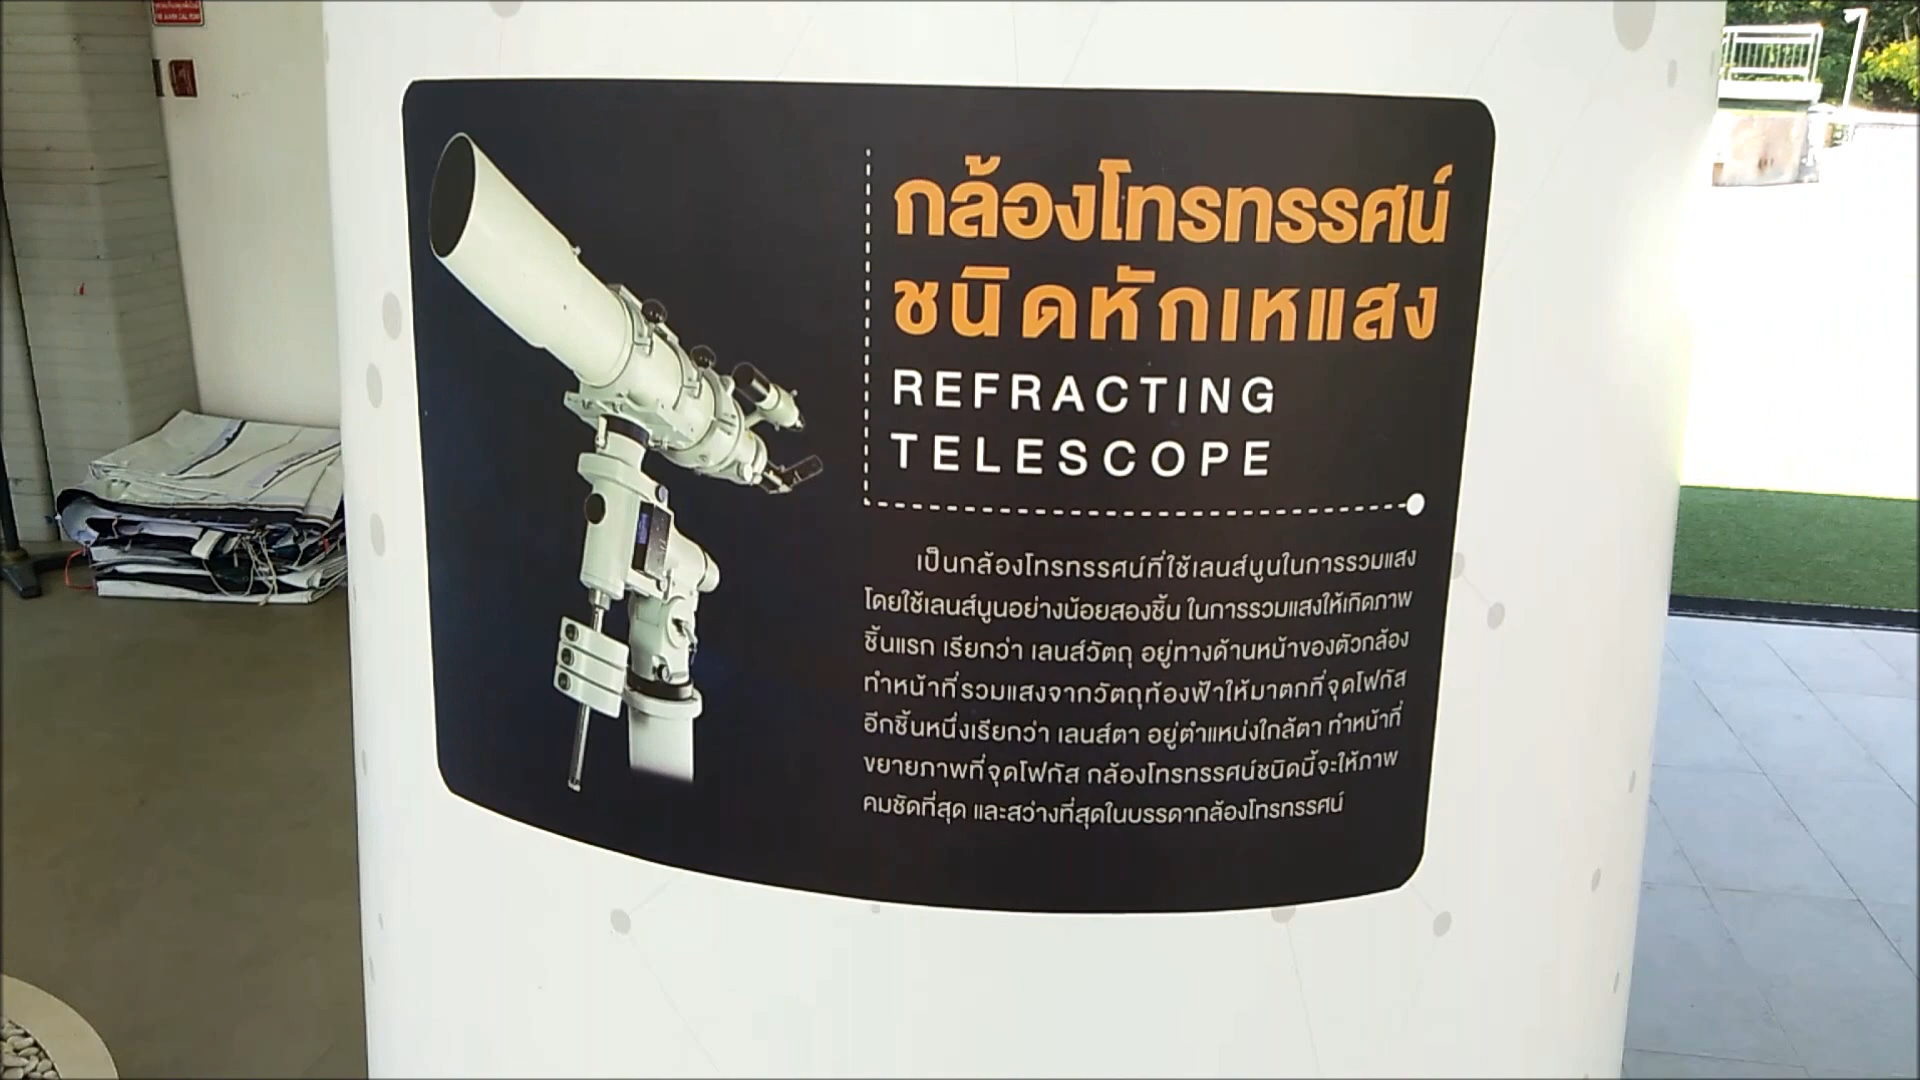 กล้องโทรทรรศน์
ชนิดหักเหแสง
REFRACTING
TELESCOPE
เป็นกล้องโทรทรรศน์ที่ใช้เลนส์นูนในการรวมแสง
โดยใช้เลนส์นูนอย่างน้อยสองชิ้น ในการรวมแสงให้เกิดภาพ
ชิ้นแรก เรียกว่า เลนส์วัตถุ อยู่ทางด้านหน้าของตัวกล้อง
ทำหน้าที่รวมแสงจากวัตถุท้องฟ้าให้มาตกที่จุดโฟกัส
อีกชิ้นหนึ่งเรียกว่า เลนส์ตา อยู่ตำแหน่งใกล้ตา ทำหน้าที่
ขยายภาพที่จุดโฟกัส กล้องโทรทรรศน์ชนิดนี้จะให้ภาพ
คมชัดที่สุด และสว่างที่สุดในบรรดากล้องโทรทรรศน์